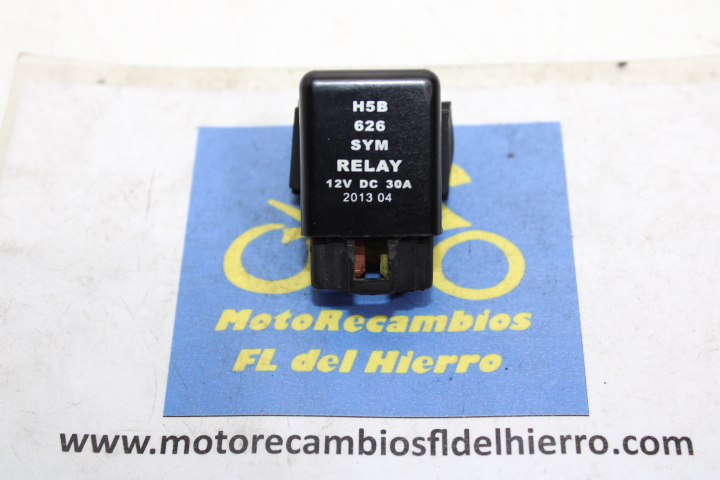 H5B
626
SYM
RELAY
12V DC 30A
2013 04
MotoRecambios
FL del Hierro
www.motorecambiosfldelhierro.com